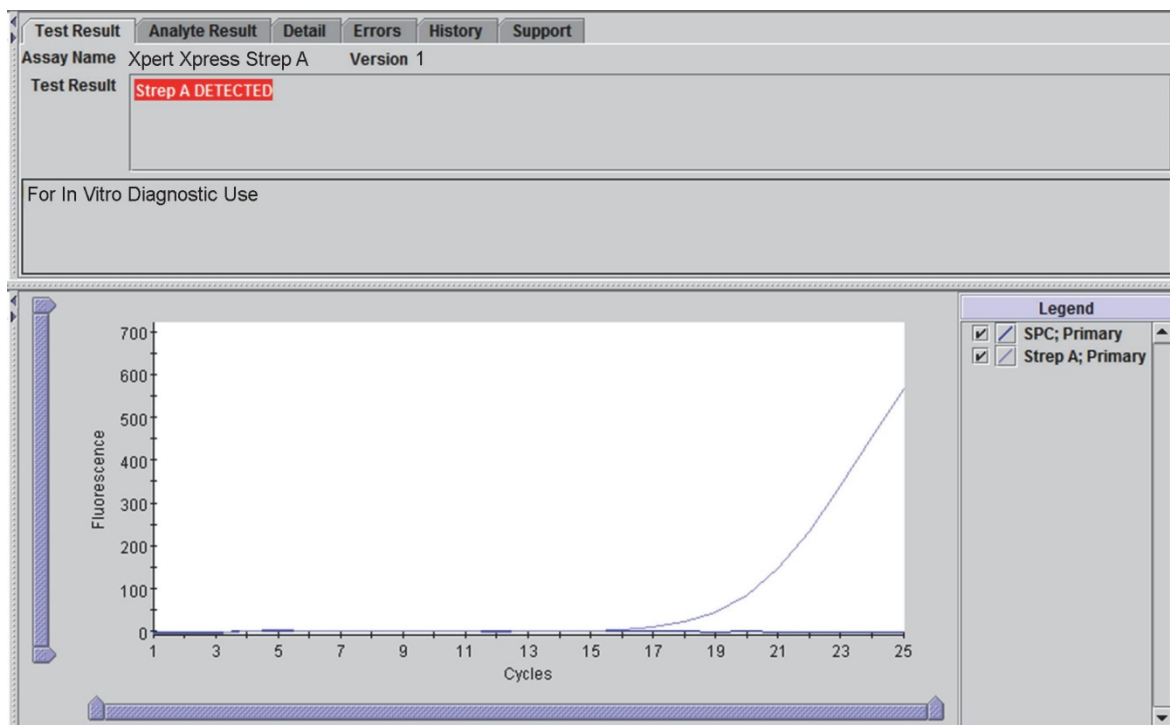 Test Result Analyte Result Detail Errors History Support
Assay Name Xpert Xpress Strep A Version 1
Test Result Strep A DETECTED
For In Vitro Diagnostic Use
Legend
SPC; Primary
Strep A; Primary
700
600
500
400
300
200
100
0
Fluorescence
1 3 5 7 9 11 13 15 17 19 21 23 25
Cycles